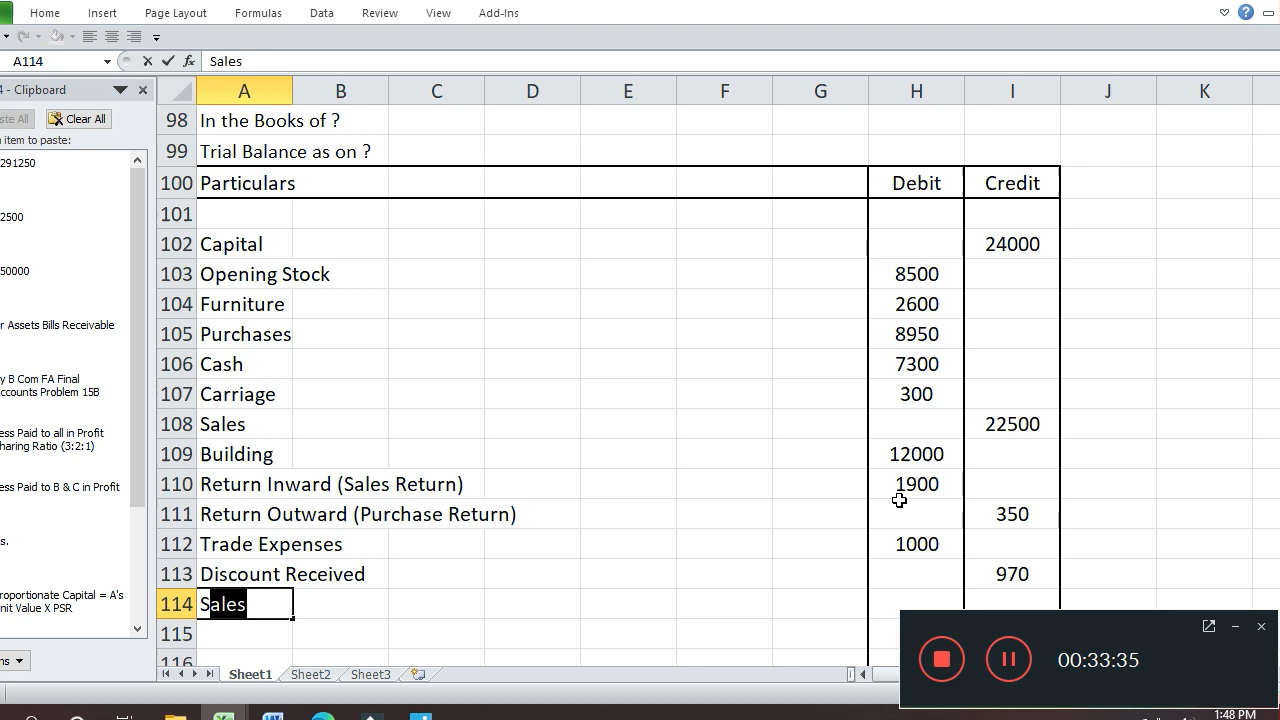 Home Insert Page Layout Formulas Data Review View Add-Ins
A114 fx Sales
4 - Clipboard
ste All Clear All
n item to paste:
291250
2500
50000
r Assets Bills Receivable
y B Com FA Final
ccounts Problem 15B
ess Paid to all in Profit
haring Ratio (3:2:1)
ess Paid to B & C in Profit
s.
roportionate Capital = A's
nit Value X PSR
ns
A B C D E F G H I J K
98 In the Books of ?
99 Trial Balance as on ?
100 Particulars Debit Credit
101
102 Capital 24000
103 Opening Stock 8500
104 Furniture 2600
105 Purchases 8950
106 Cash 7300
107 Carriage 300
108 Sales 22500
109 Building 12000
110 Return Inward (Sales Return) 1900
111 Return Outward (Purchase Return) 350
112 Trade Expenses 1000
113 Discount Received 970
114 Sales
115
116
Sheet1 Sheet2 Sheet3
00:33:35
1:48 PM